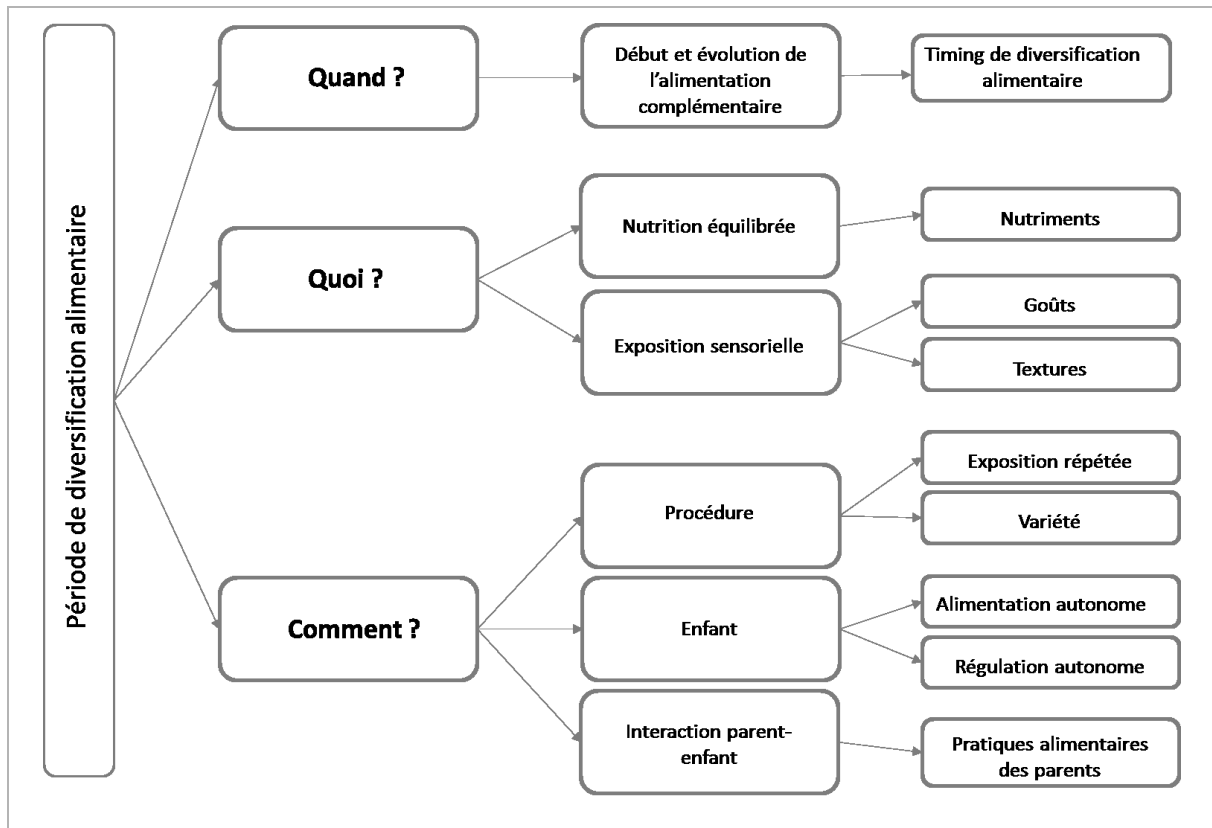 Période de diversification alimentaire
Quand ?
Début et évolution de
l'alimentation
complémentaire
Timing de diversification
alimentaire
Quoi ?
Nutrition équilibrée
Nutriments
Exposition sensorielle
Goûts
Textures
Comment ?
Procédure
Exposition répétée
Variété
Enfant
Alimentation autonome
Régulation autonome
Interaction parent-
enfant
Pratiques alimentaires
des parents